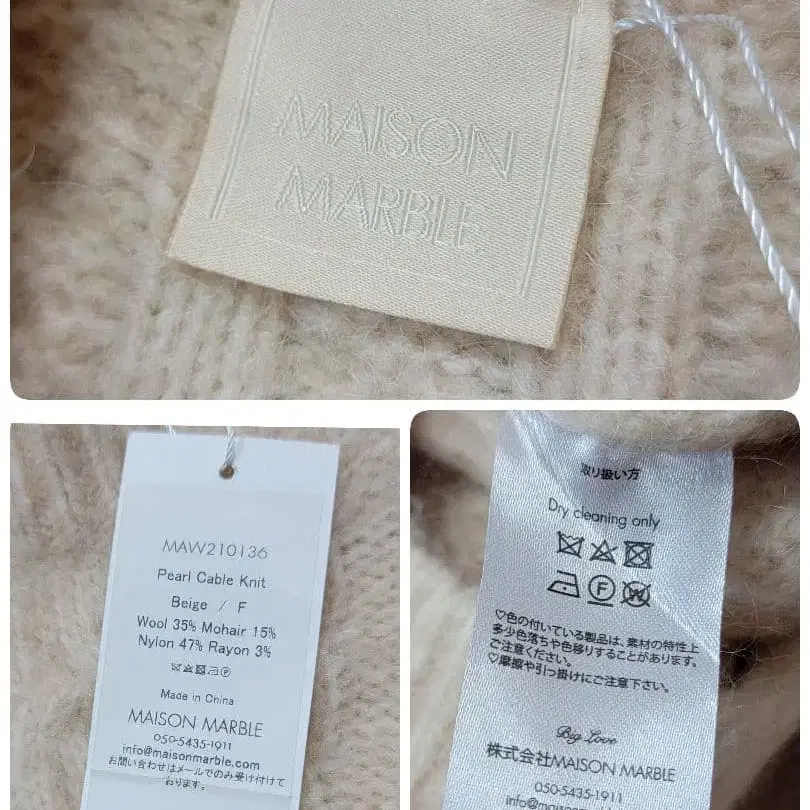 MAISON
MARBLE
MAW210136
Pearl Cable Knit
Beige / F
Wool 35% Mohair 15%
Nylon 47% Rayon 3%
Made in China
MAISON MARBLE
050-5435-1911
info@maisonmarble.com
お問い合わせはメールでのみ受け付けて
おります。
取り扱い方
Dry cleaning only
♡色の付いている製品は、素材の特性上
多少色落ちや色移りすることがあります。
ご注意ください。
♡摩擦や引っ掛けにご注意下さい。
Big Love
株式会社MAISON MARBLE
050-5435-1911
info@maisonmarble.com